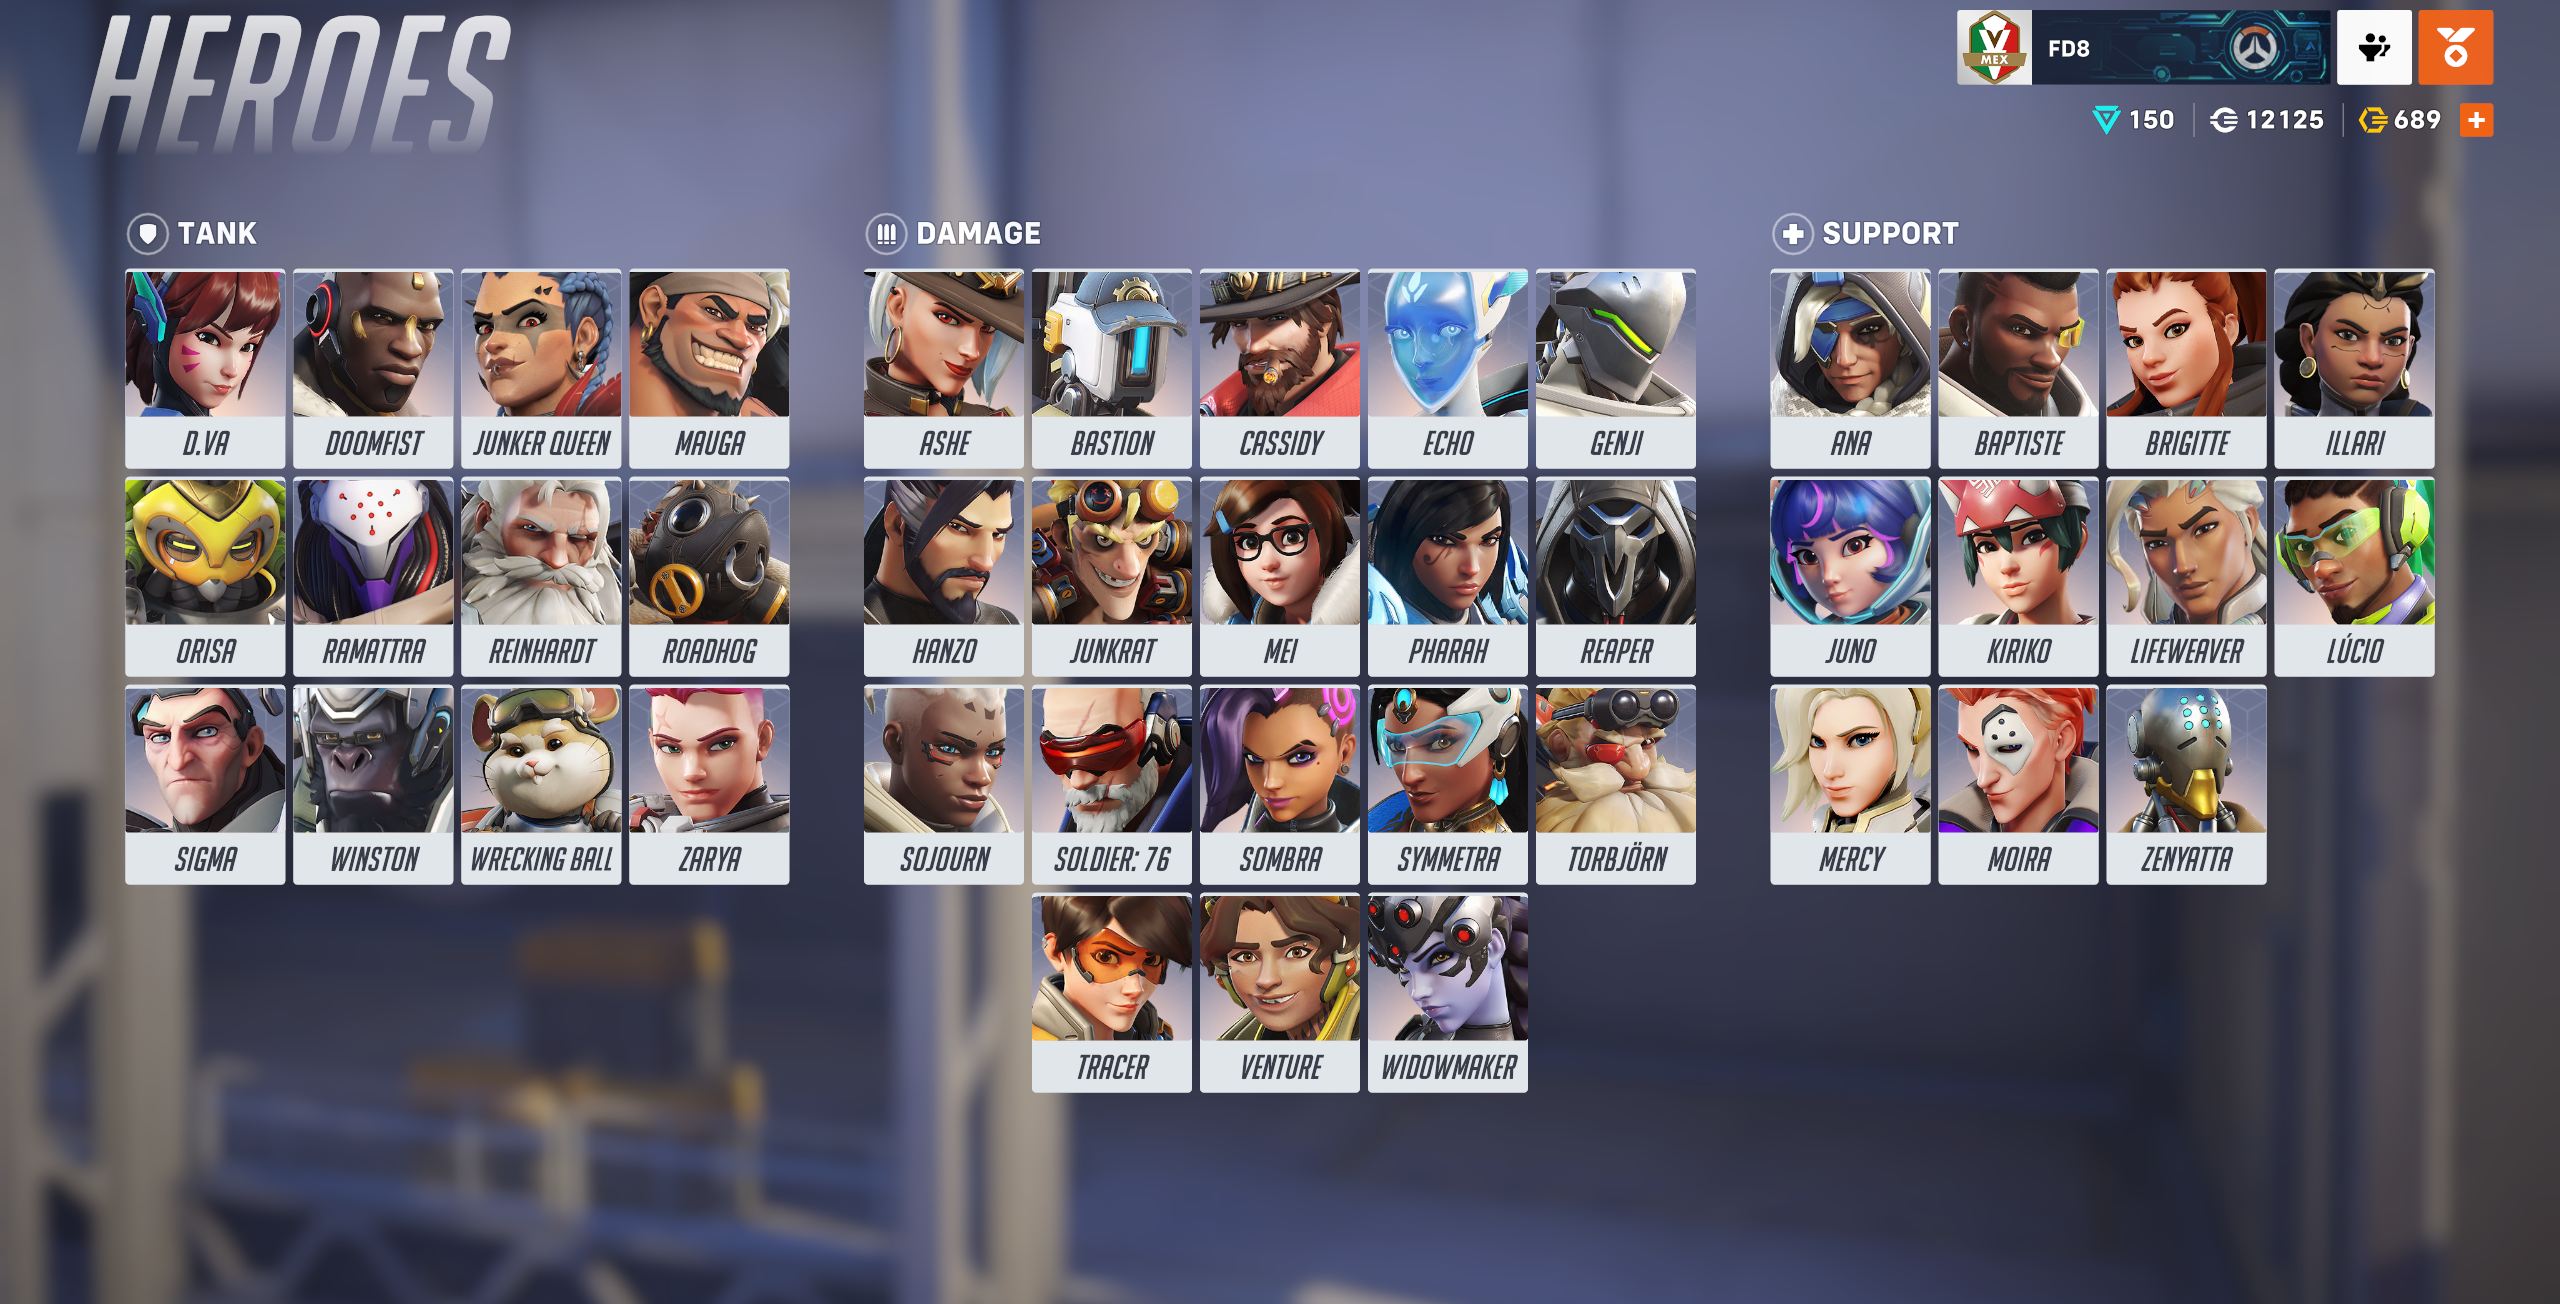 HEROES
MEX
FD8
150
12125
689
TANK
D.VA
DOOMFIST
JUNKER QUEEN
MAUGA
ORISA
RAMATTRA
REINHARDT
ROADHOG
SIGMA
WINSTON
WRECKING BALL
ZARYA
DAMAGE
ASHE
BASTION
CASSIDY
ECHO
GENJI
HANZO
JUNKRAT
MEI
PHARAH
REAPER
SOJOURN
SOLDIER: 76
SOMBRA
SYMMETRA
TORBJÖRN
TRACER
VENTURE
WIDOWMAKER
SUPPORT
ANA
BAPTISTE
BRIGITTE
ILLARI
JUNO
KIRIKO
LIFEWEAVER
LÚCIO
MERCY
MOIRA
ZENYATTA